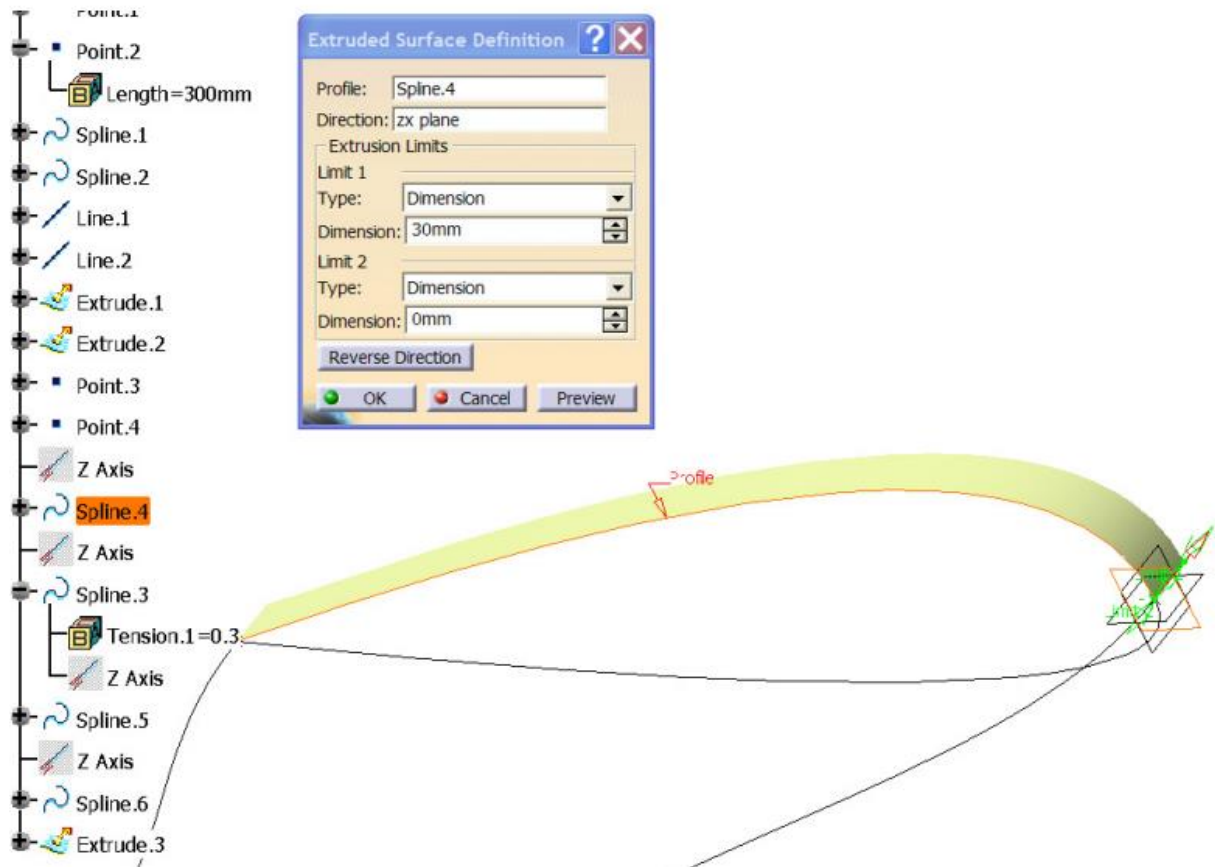 Point.1
Point.2
Length=300mm
Spline.1
Spline.2
Line.1
Line.2
Extrude.1
Extrude.2
Point.3
Point.4
Z Axis
Spline.4
Z Axis
Spline.3
Tension.1=0.3
Z Axis
Spline.5
Z Axis
Spline.6
Extrude.3
Extruded Surface Definition
Profile: Spline.4
Direction: zx plane
Extrusion Limits
Limit 1
Type: Dimension
Dimension: 30mm
Limit 2
Type: Dimension
Dimension: 0mm
Reverse Direction
OK Cancel Preview
Profile